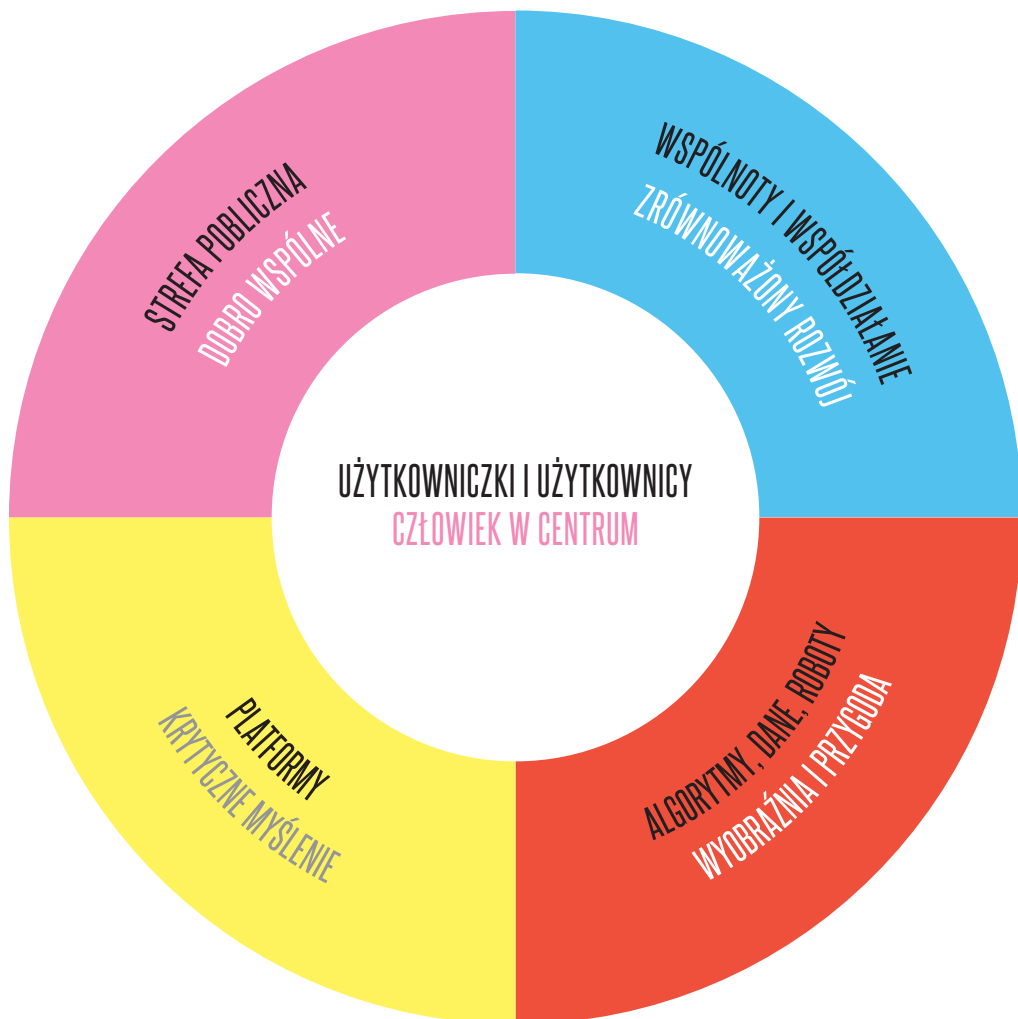 STREFA POBLICZNA
DOBRO WSPÓLNE
WSPÓLNOTY I WSPÓŁDZIAŁANIE
ZRÓWNOWAŻONY ROZWÓJ
UŻYTKOWNICZKI I UŻYTKOWNICY
CZŁOWIEK W CENTRUM
PLATFORMY
KRYTYCZNE MYŚLENIE
ALGORYTMY, DANE, ROBOTY
WYOBRAŹNIA I PRZYGODA